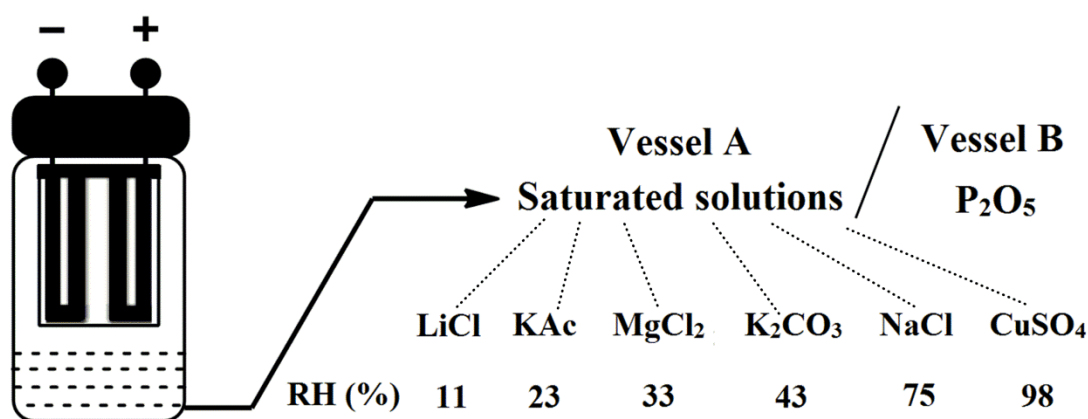 − +
Vessel A
Saturated solutions
Vessel B
P₂O₅
LiCl KAc MgCl₂ K₂CO₃ NaCl CuSO₄
RH (%) 11 23 33 43 75 98